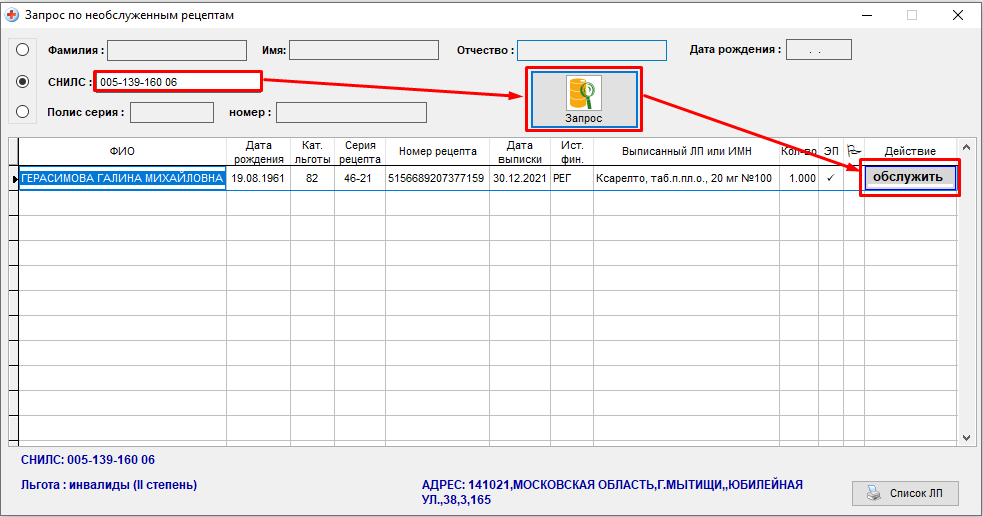 Запрос по необслуженным рецептам
Фамилия : Имя: Отчество : Дата рождения : . .
СНИЛС : 005-139-160 06
Запрос
Полис серия : номер :
ФИО Дата рождения Кат. льготы Серия рецепта Номер рецепта Дата выписки Ист. фин. Выписанный ЛП или ИМН Кол-во ЭП Действие
ГЕРАСИМОВА ГАЛИНА МИХАЙЛОВНА 19.08.1961 82 46-21 5156689207377159 30.12.2021 РЕГ Ксарелто, таб.п.пл.о., 20 мг №100 1.000 ✓ обслужить
СНИЛС: 005-139-160 06
Льгота : инвалиды (II степень)
АДРЕС: 141021,МОСКОВСКАЯ ОБЛАСТЬ,Г.МЫТИЩИ,,ЮБИЛЕЙНАЯ
УЛ.,38,3,165
Список ЛП